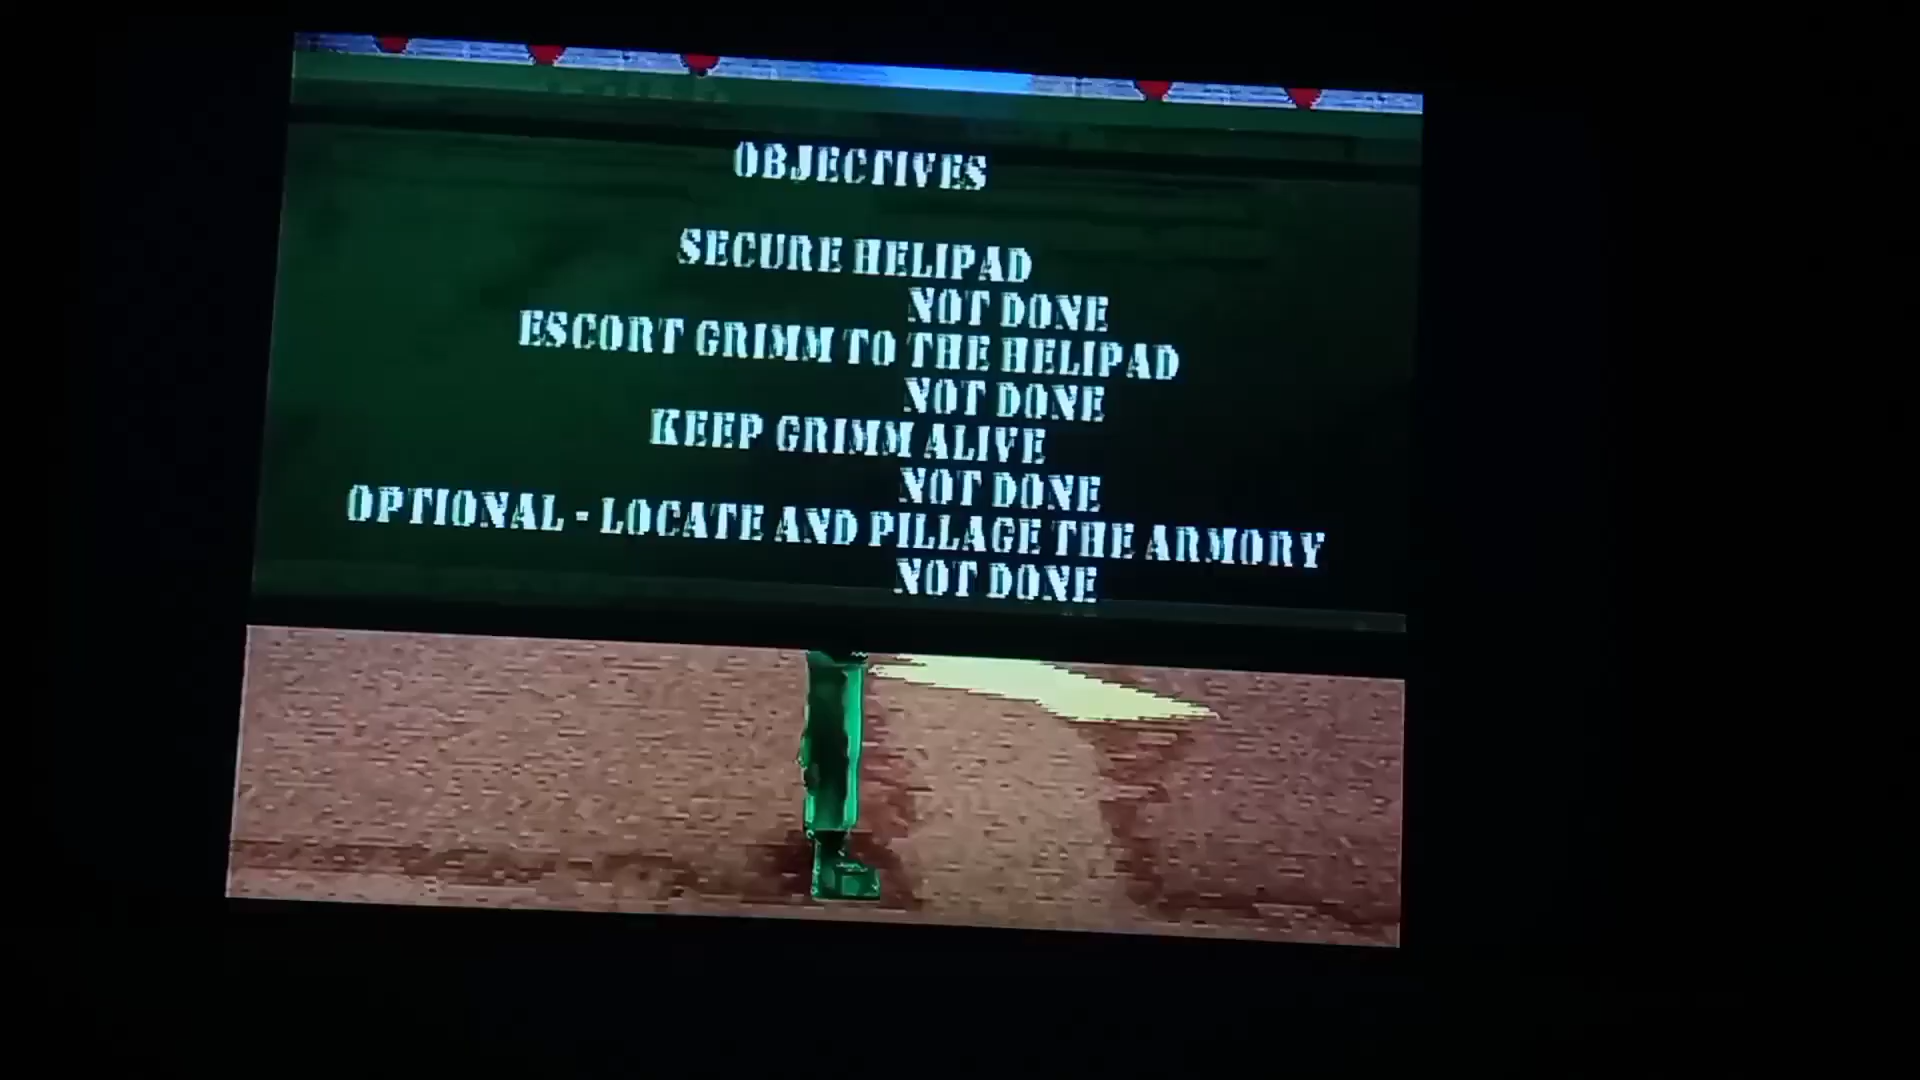 OBJECTIVES
SECURE HELIPAD
NOT DONE
ESCORT GRIMM TO THE HELIPAD
NOT DONE
KEEP GRIMM ALIVE
NOT DONE
OPTIONAL - LOCATE AND PILLAGE THE ARMORY
NOT DONE